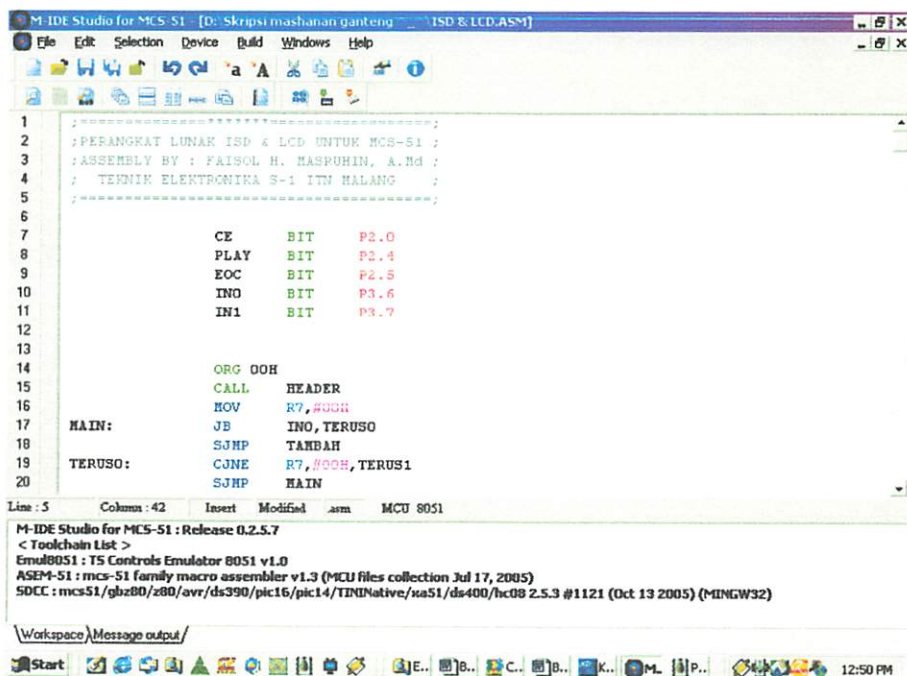 M-IDE Studio for MCS-51 - [D:\Skripsi mashanan ganteng ^_^\ISD & LCD.ASM]
File Edit Selection Device Build Windows Help
1 ;==============*******==================;
2 ;PERANGKAT LUNAK ISD & LCD UNTUK MCS-51 ;
3 ;ASSEMBLY BY : FAISOL H. MASRUHIN, A.Md ;
4 ; TEKNIK ELEKTRONIKA S-1 ITN MALANG ;
5 ;=======================================;
6
7 CE BIT P2.0
8 PLAY BIT P2.4
9 EOC BIT P2.5
10 IN0 BIT P3.6
11 IN1 BIT P3.7
12
13
14 ORG 00H
15 CALL HEADER
16 MOV R7,#00H
17 MAIN: JB IN0,TERUS0
18 SJMP TAMBAH
19 TERUS0: CJNE R7,#00H,TERUS1
20 SJMP MAIN
Line : 5 Column : 42 Insert Modified .asm MCU 8051
M-IDE Studio for MCS-51 : Release 0.2.5.7
< Toolchain List >
Emul8051 : TS Controls Emulator 8051 v1.0
ASEM-51 : mcs-51 family macro assembler v1.3 (MCU files collection Jul 17, 2005)
SDCC : mcs51/gbz80/z80/avr/ds390/pic16/pic14/TININative/xa51/ds400/hc08 2.5.3 #1121 (Oct 13 2005) (MINGW32)
Workspace Message output
Start E.. B.. C.. B.. K.. M.. P.. 12:50 PM